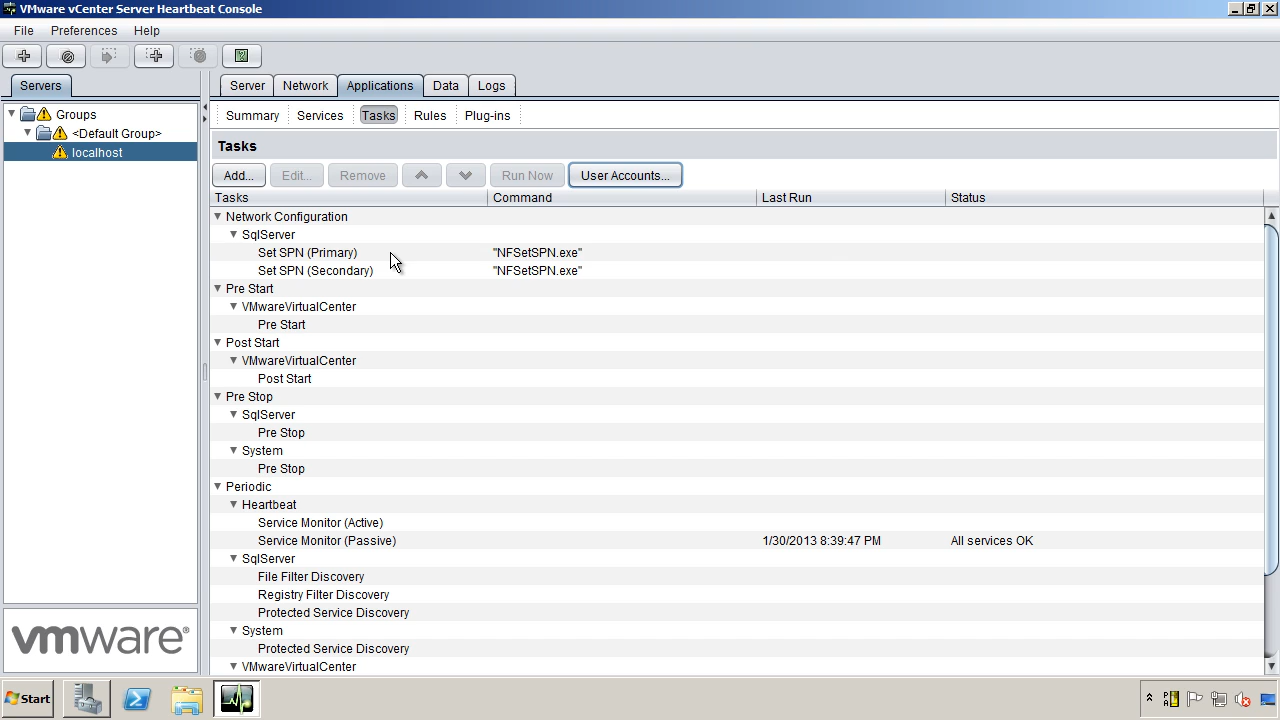 VMware vCenter Server Heartbeat Console
File Preferences Help
Servers
Server Network Applications Data Logs
Groups
<Default Group>
localhost
Summary Services Tasks Rules Plug-ins
Tasks
Add... Edit... Remove Run Now User Accounts...
Tasks Command Last Run Status
Network Configuration
SqlServer
Set SPN (Primary) "NFSetSPN.exe"
Set SPN (Secondary) "NFSetSPN.exe"
Pre Start
VMwareVirtualCenter
Pre Start
Post Start
VMwareVirtualCenter
Post Start
Pre Stop
SqlServer
Pre Stop
System
Pre Stop
Periodic
Heartbeat
Service Monitor (Active)
Service Monitor (Passive) 1/30/2013 8:39:47 PM All services OK
SqlServer
File Filter Discovery
Registry Filter Discovery
Protected Service Discovery
System
Protected Service Discovery
VMwareVirtualCenter
vmware®
Start